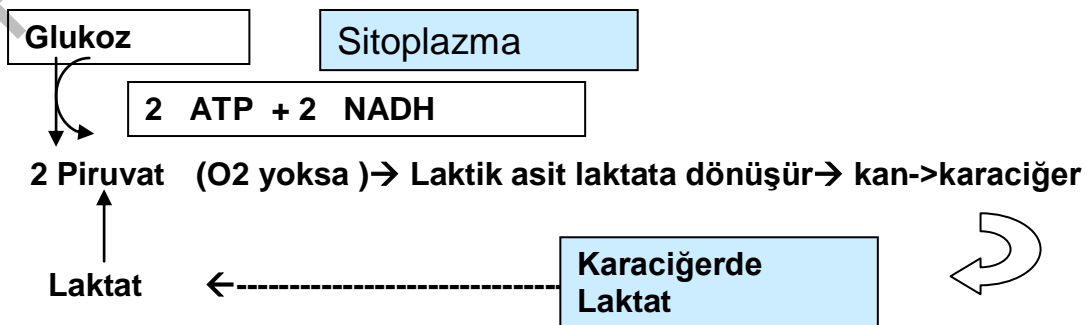 Glukoz
Sitoplazma
2 ATP + 2 NADH
2 Piruvat (O2 yoksa )→ Laktik asit laktata dönüşür→ kan->karaciğer
Laktat ←----------------------------
Karaciğerde
Laktat